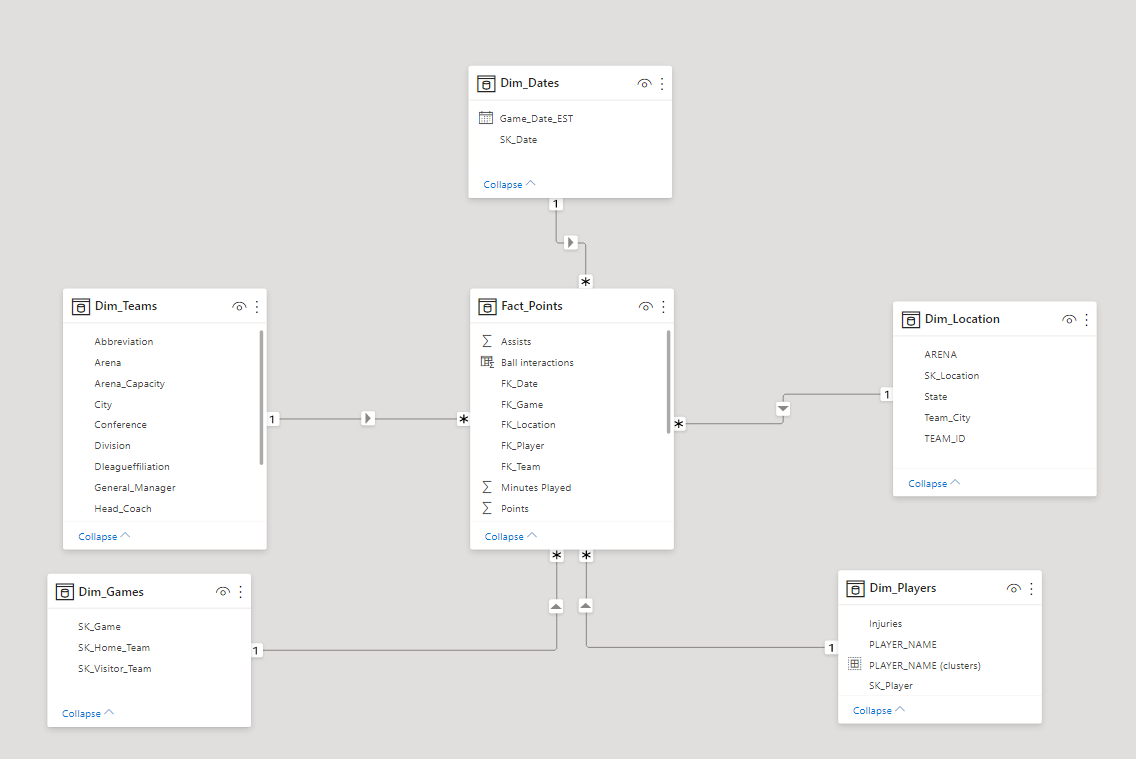 Dim_Dates
Game_Date_EST
SK_Date
Collapse
1
*
Dim_Teams
Abbreviation
Arena
Arena_Capacity
City
Conference
Division
Dleagueffiliation
General_Manager
Head_Coach
Collapse
1
*
Fact_Points
Assists
Ball interactions
FK_Date
FK_Game
FK_Location
FK_Player
FK_Team
Minutes Played
Points
Collapse
*
1
Dim_Location
ARENA
SK_Location
State
Team_City
TEAM_ID
Collapse
* *
Dim_Games
SK_Game
SK_Home_Team
SK_Visitor_Team
Collapse
1
1
Dim_Players
Injuries
PLAYER_NAME
PLAYER_NAME (clusters)
SK_Player
Collapse